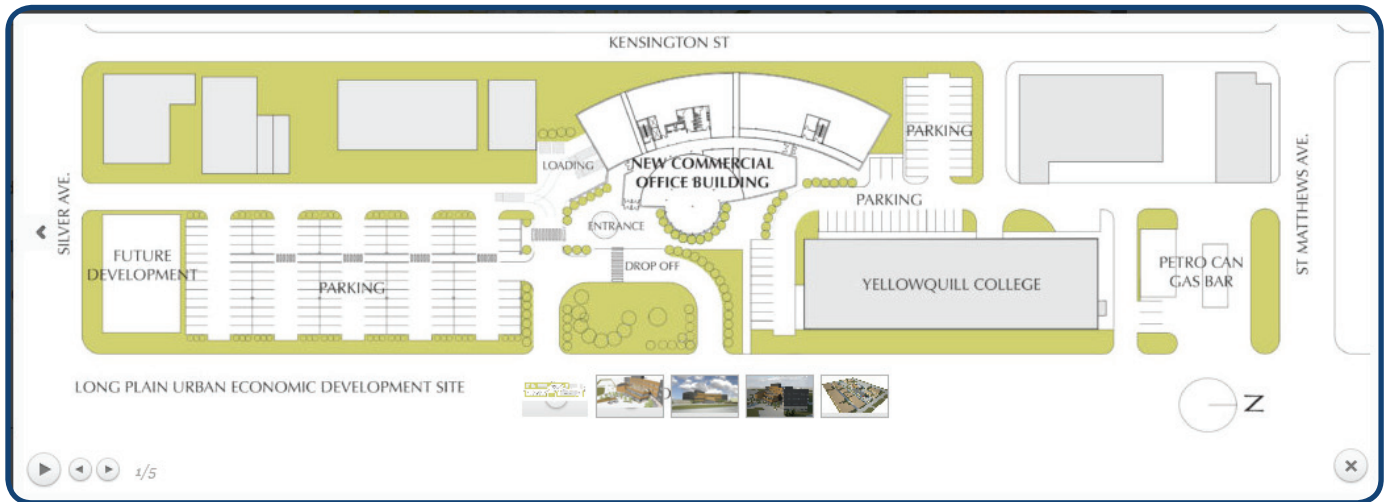 KENSINGTON ST
PARKING
LOADING
NEW COMMERCIAL
OFFICE BUILDING
SILVER AVE.
ST MATTHEWS AVE.
PARKING
ENTRANCE
FUTURE
DEVELOPMENT
DROP OFF
PARKING
YELLOWQUILL COLLEGE
PETRO CAN
GAS BAR
LONG PLAIN URBAN ECONOMIC DEVELOPMENT SITE
N
1/5